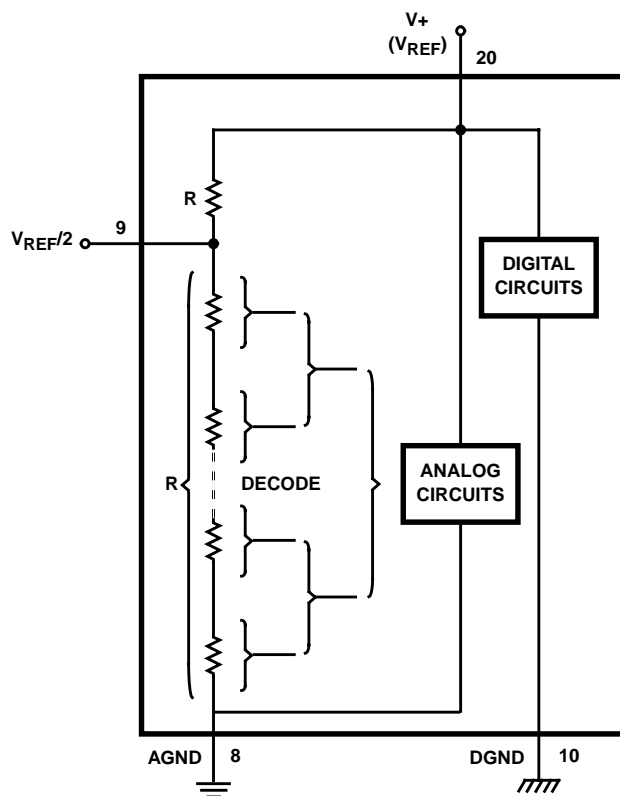 V+
(VREF)
20
R
9
VREF/2
DIGITAL
CIRCUITS
R
DECODE
ANALOG
CIRCUITS
AGND
8
DGND
10